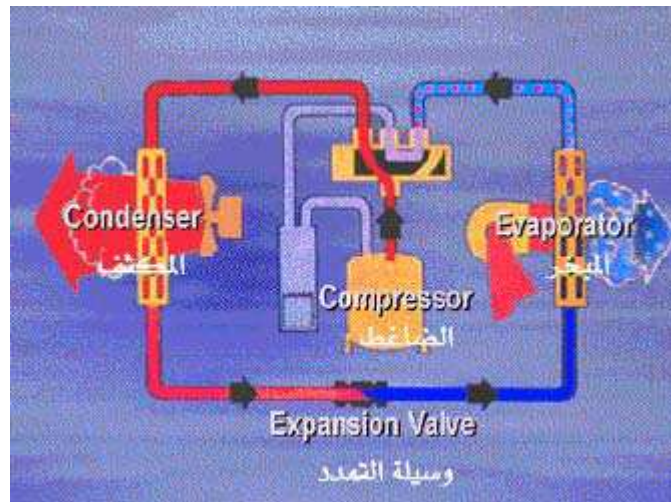 Condenser
المكثف
Evaporator
المبخر
Compressor
الضاغط
Expansion Valve
وسيلة التمدد